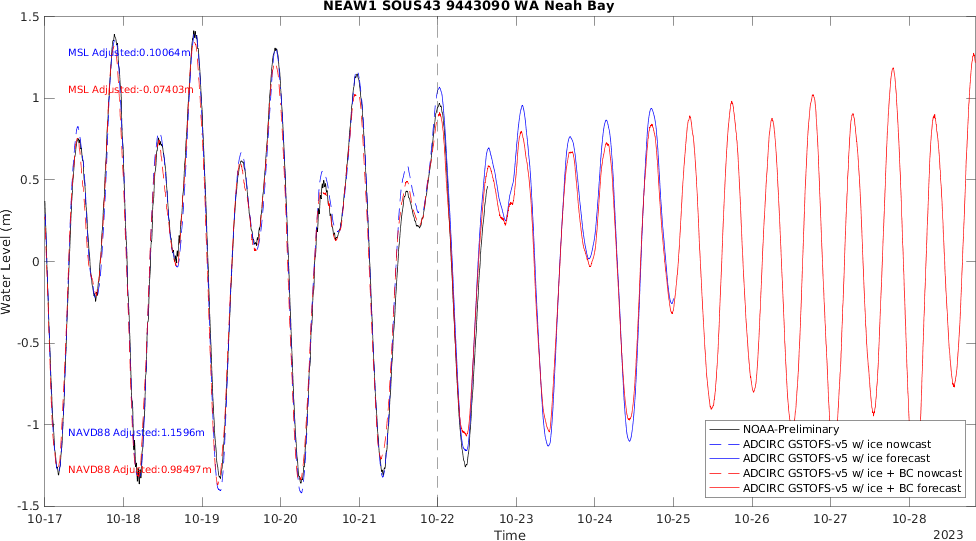 NEAW1 SOUS43 9443090 WA Neah Bay
1.5
1
0.5
0
-0.5
-1
-1.5
Water Level (m)
MSL Adjusted:0.10064m
MSL Adjusted:-0.07403m
NAVD88 Adjusted:1.1596m
NAVD88 Adjusted:0.98497m
NOAA-Preliminary
ADCIRC GSTOFS-v5 w/ ice nowcast
ADCIRC GSTOFS-v5 w/ ice forecast
ADCIRC GSTOFS-v5 w/ ice + BC nowcast
ADCIRC GSTOFS-v5 w/ ice + BC forecast
10-17 10-18 10-19 10-20 10-21 10-22 10-23 10-24 10-25 10-26 10-27 10-28
Time
2023